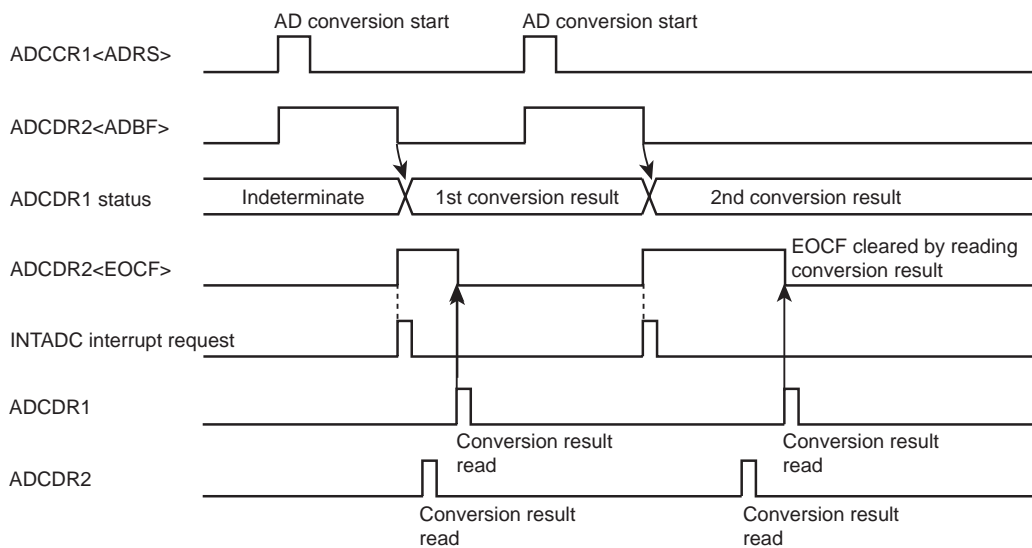 AD conversion start
AD conversion start
ADCCR1<ADRS>
ADCDR2<ADBF>
ADCDR1 status
Indeterminate
1st conversion result
2nd conversion result
EOCF cleared by reading
conversion result
ADCDR2<EOCF>
INTADC interrupt request
ADCDR1
Conversion result
read
Conversion result
read
ADCDR2
Conversion result
read
Conversion result
read